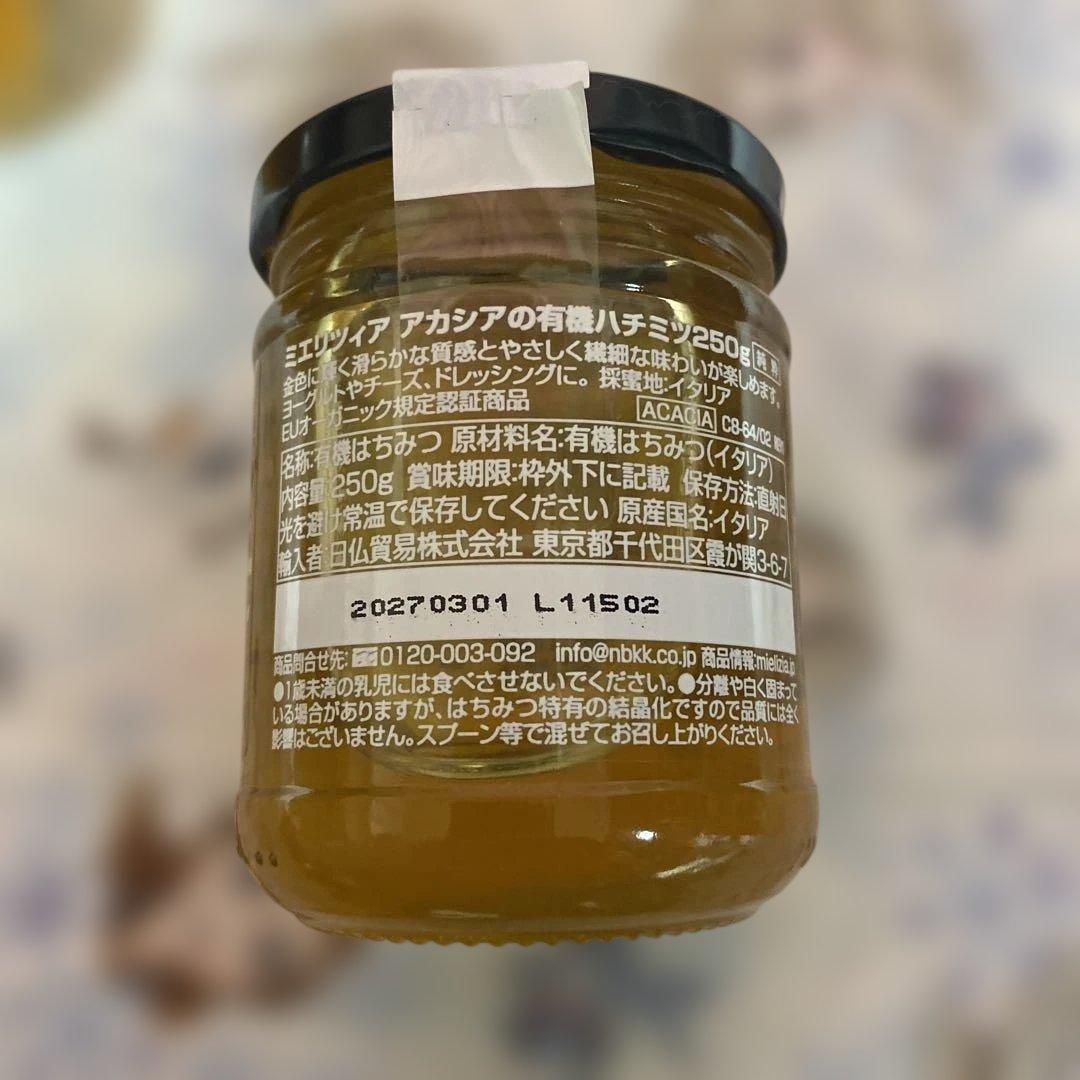 ミエリツィア アカシアの有機ハチミツ250g 純粋
金色に輝く滑らかな質感とやさしく繊細な味わいが楽しめます。
ヨーグルトやチーズ、ドレッシングに。 採蜜地:イタリア
EUオーガニック規定認証商品 ACACIA C8-64/02
名称:有機はちみつ 原材料名:有機はちみつ(イタリア)
内容量:250g 賞味期限:枠外下に記載 保存方法:直射日
光を避け常温で保存してください 原産国名:イタリア
輸入者:日仏貿易株式会社 東京都千代田区霞が関3-6-7
20270301 L11502
商品問合せ先: 0120-003-092 info@nbkk.co.jp 商品情報:mielizia.jp
●1歳未満の乳児には食べさせないでください。●分離や白く固まって
いる場合がありますが、はちみつ特有の結晶化ですので品質には全く
影響はございません。スプーン等で混ぜてお召し上がりください。